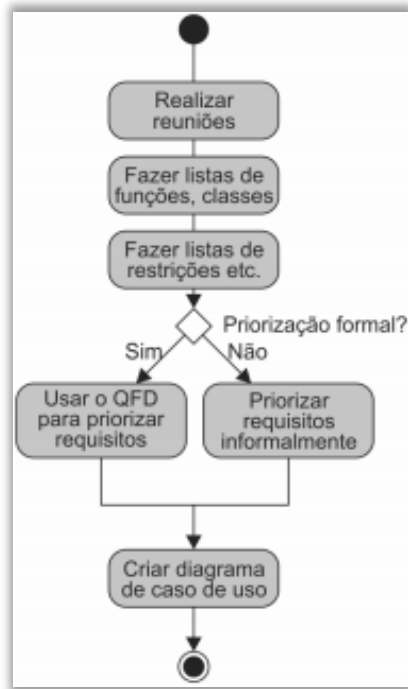 Realizar
reuniões
Fazer listas de
funções, classes
Fazer listas de
restrições etc.
Priorização formal?
Sim
Não
Usar o QFD
para priorizar
requisitos
Priorizar
requisitos
informalmente
Criar diagrama
de caso de uso